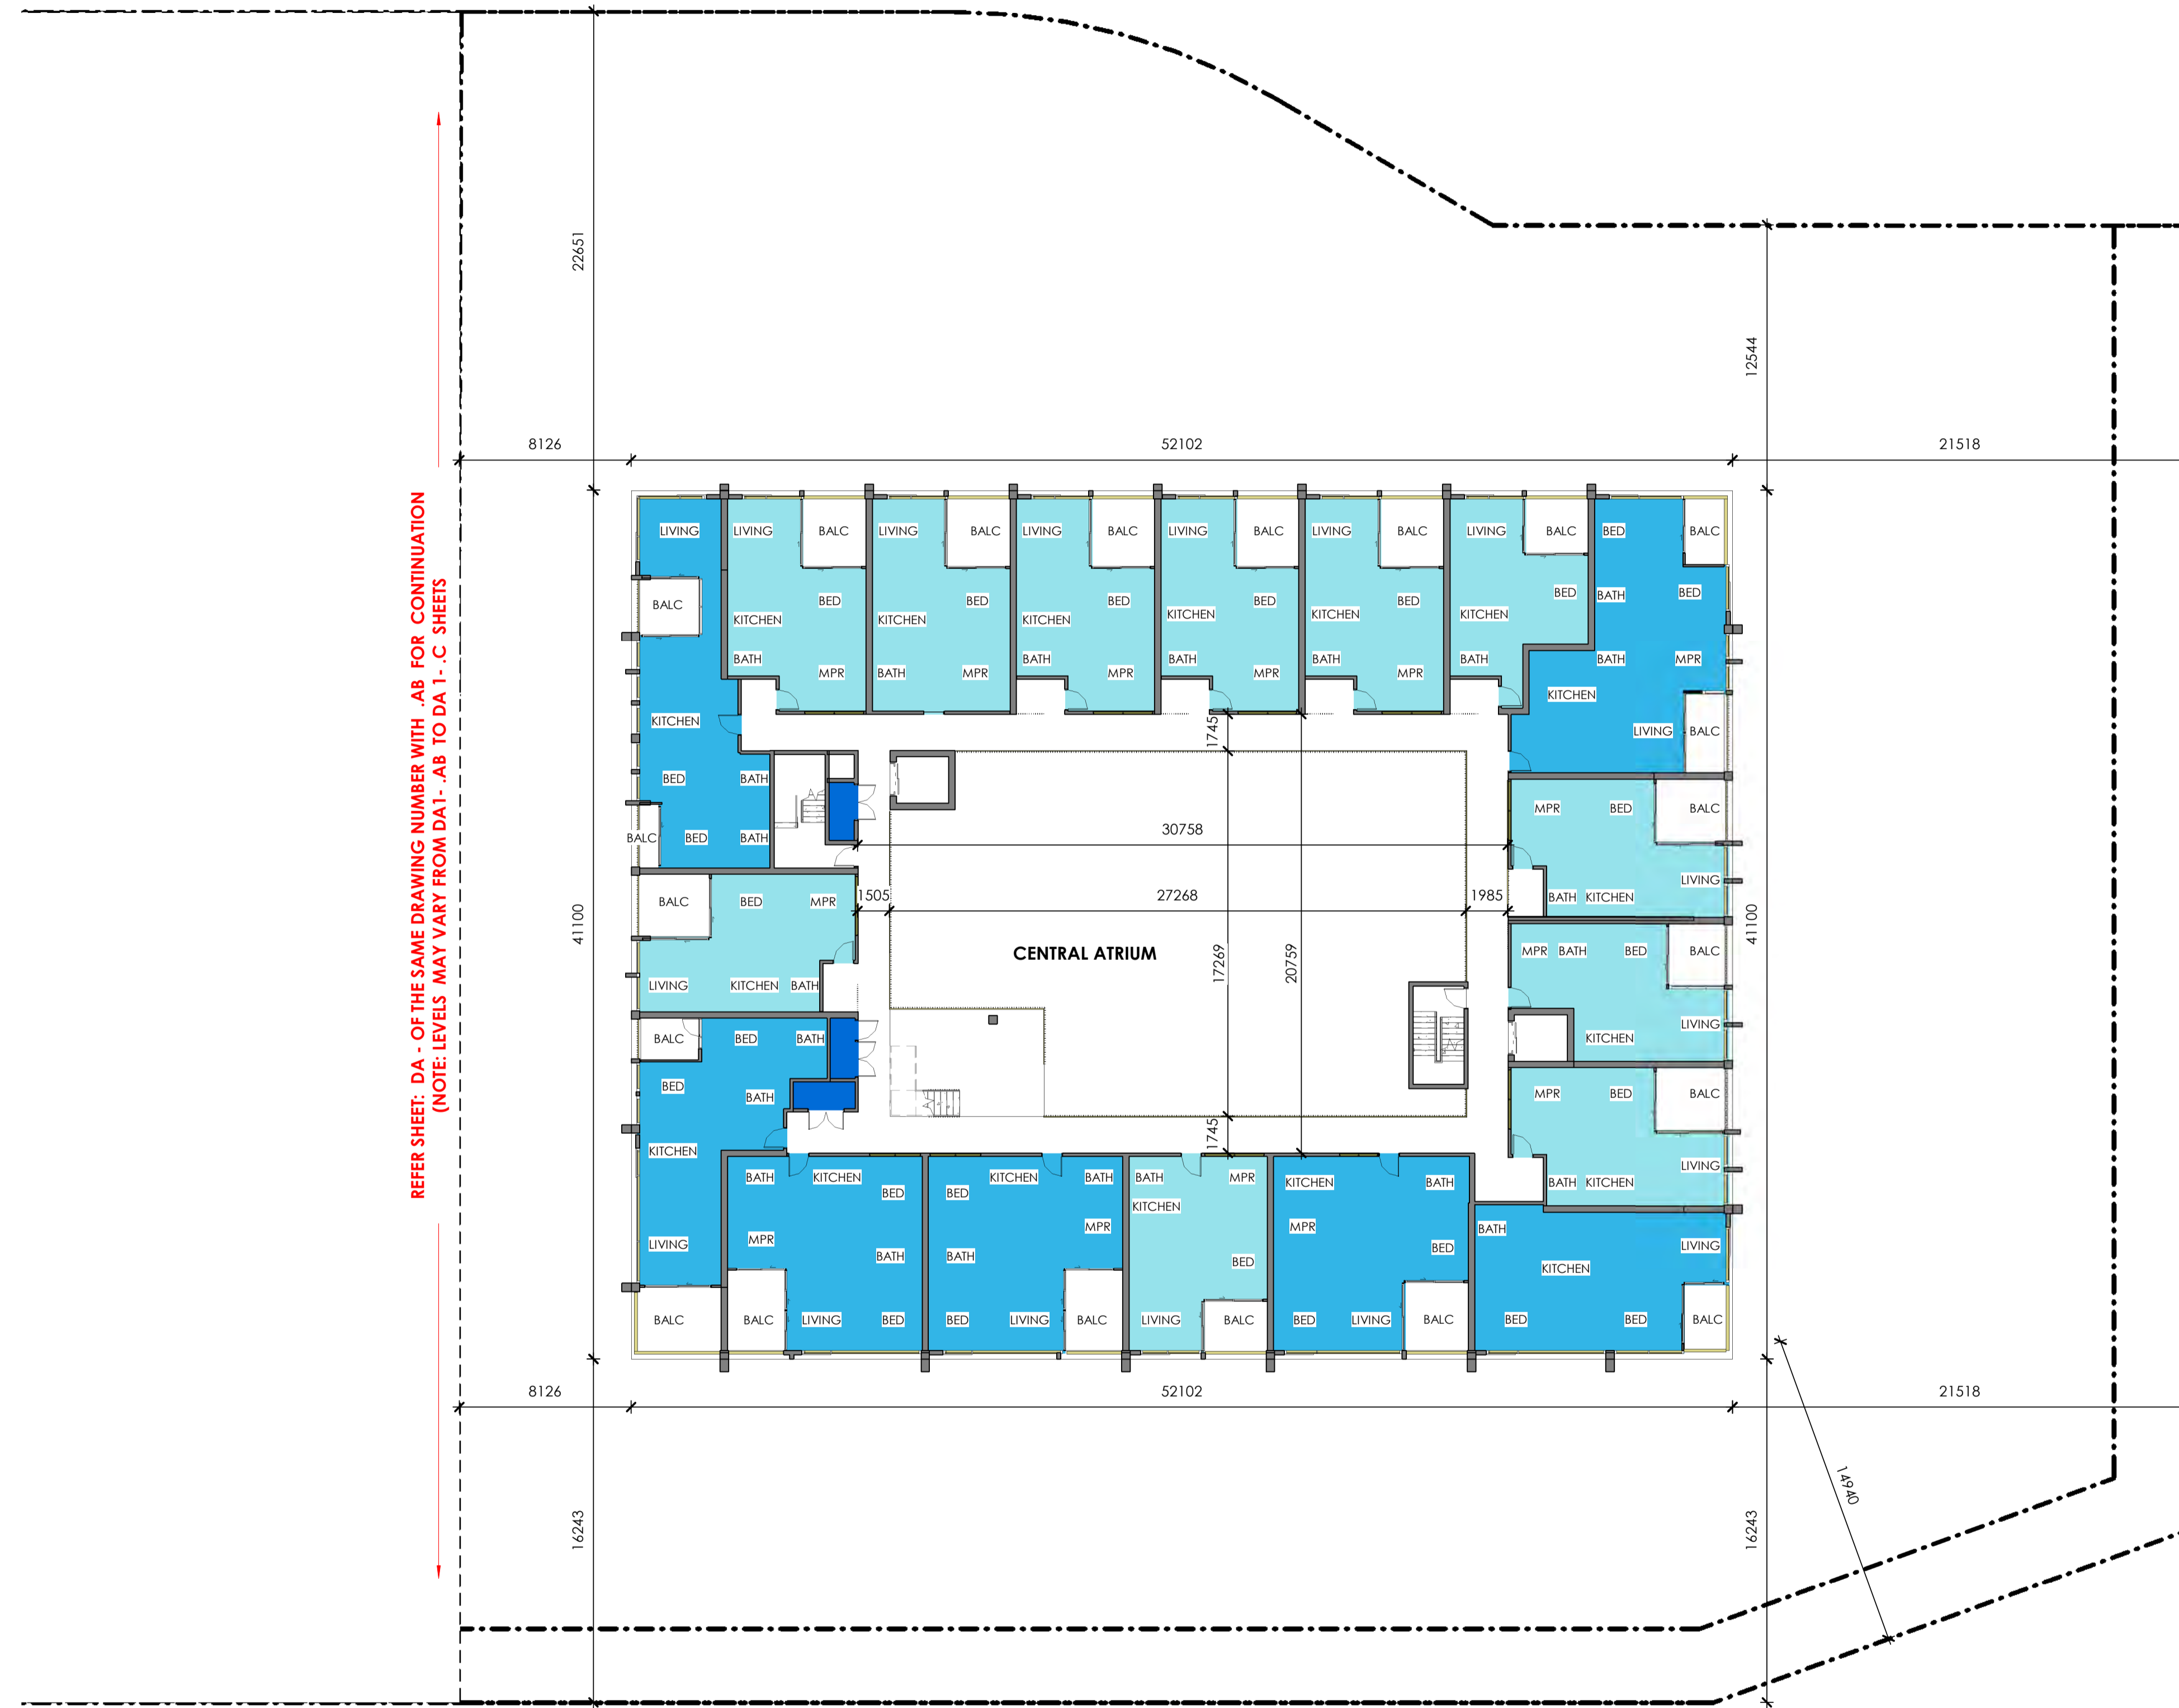 22651
12544
8126
52102
21518
REFER SHEET: DA - OF THE SAME DRAWING NUMBER WITH .AB FOR CONTINUATION
(NOTE: LEVELS MAY VARY FROM DA1- .AB TO DA 1- .C SHEETS
LIVING
LIVING
BALC
LIVING
BALC
LIVING
BALC
LIVING
BALC
LIVING
BALC
LIVING
BALC
BED
BALC
BALC
BED
BED
BED
BED
BED
BED
BATH
BED
KITCHEN
KITCHEN
KITCHEN
KITCHEN
KITCHEN
KITCHEN
BATH
BATH
BATH
BATH
BATH
BATH
MPR
MPR
BATH
MPR
MPR
MPR
MPR
KITCHEN
KITCHEN
LIVING
BALC
1745
BED
BATH
BALC
BED
BATH
MPR
BED
BALC
30758
LIVING
BATH
KITCHEN
BALC
BED
MPR
1505
27268
1985
41100
41100
CENTRAL ATRIUM
17269
20759
MPR
BATH
BED
BALC
LIVING
KITCHEN
BATH
LIVING
KITCHEN
BALC
BED
BATH
BED
BATH
MPR
BED
BALC
KITCHEN
1745
LIVING
BATH
KITCHEN
BATH
KITCHEN
BED
BED
KITCHEN
BATH
BATH
MPR
KITCHEN
KITCHEN
BATH
MPR
MPR
MPR
BATH
LIVING
BATH
BATH
BED
BED
LIVING
KITCHEN
BALC
BALC
LIVING
BED
BED
LIVING
BALC
LIVING
BALC
BED
LIVING
BALC
BED
BED
BALC
8126
52102
21518
16243
16243
14940